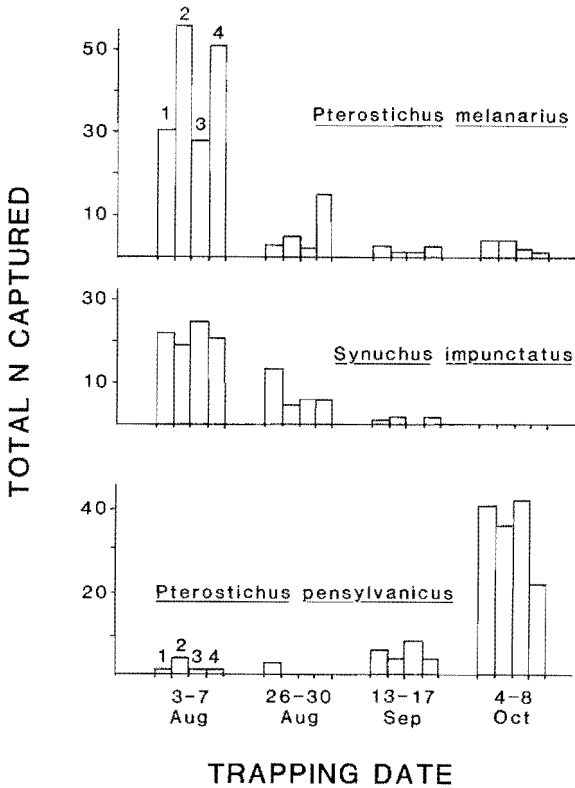 TOTAL N CAPTURED
50
30
10
1
2
3
4
Pterostichus melanarius
30
10
Synuchus impunctatus
40
20
Pterostichus pensylvanicus
1
2
3
4
3-7
Aug
26-30
Aug
13-17
Sep
4-8
Oct
TRAPPING DATE